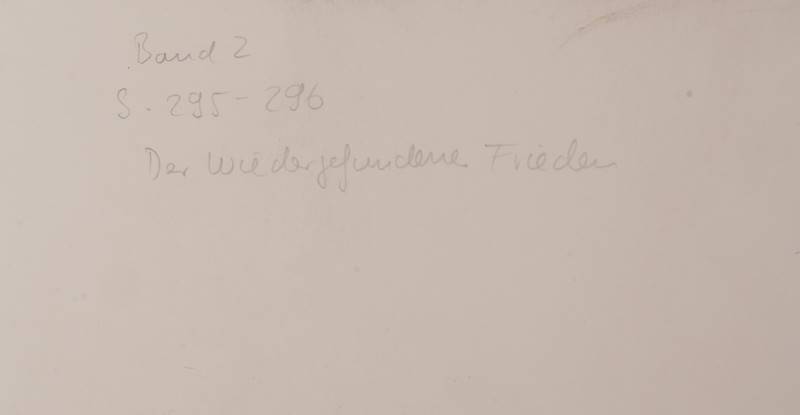 Band 2
S. 295-296
Der Wiedergefundene Frieden